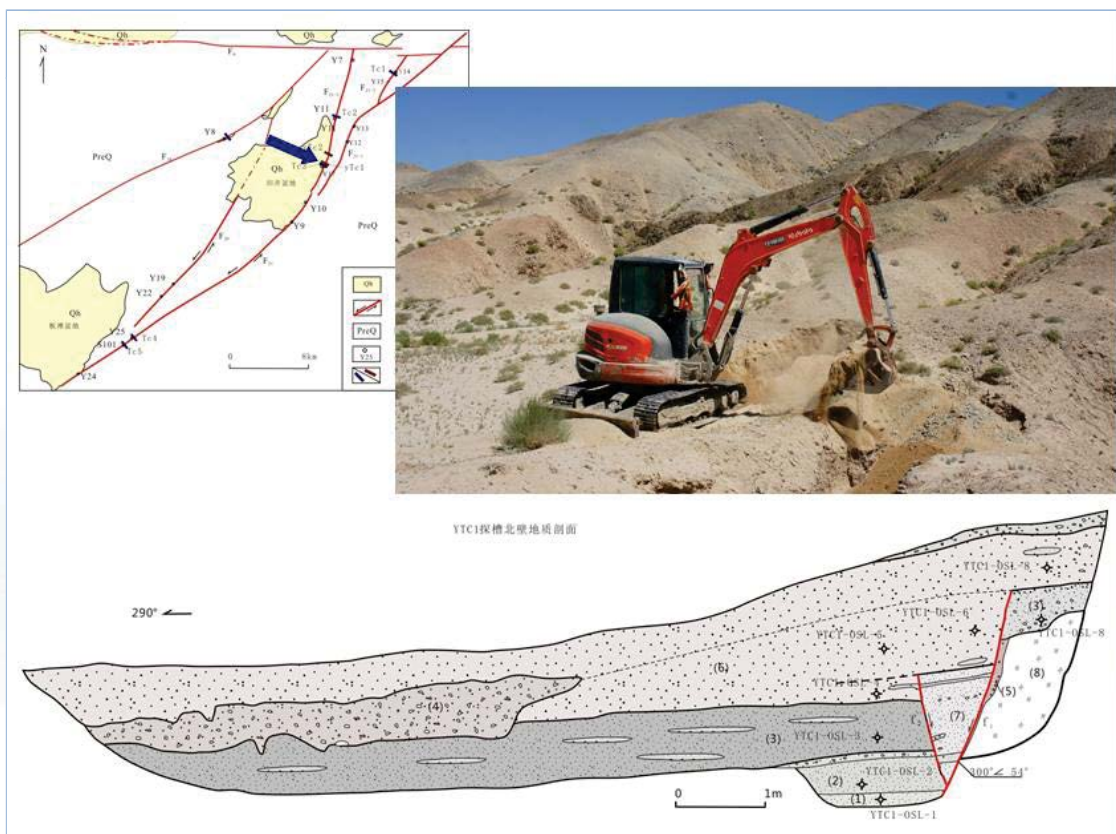 Qh
Qh
N
Y7
Tc1
Y14
Y15
Y11
Tc2
Y13
Y12
Y8
PreQ
Tc2
yTc1
Qh
Y10
Y9
PreQ
Y19
Y22
Qh
Y25
Tc4
S101
Tc5
Y24
0
8km
Qh
PreQ
Y25
Kubota
YTC1探槽北壁地质剖面
290°
YTC1-OSL-8
YTC1-OSL-6
YTC1-OSL-5
(3)
YTC1-OSL-8
(6)
(8)
(5)
(4)
(7)
f₁
(3)
YTC1-OSL-3
YTC1-OSL-2
(2)
(1)
300°∠ 54°
0
1m
YTC1-OSL-1